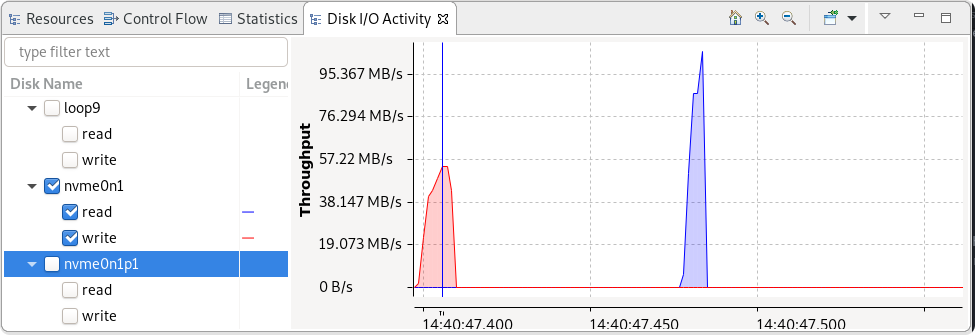 Resources Control Flow Statistics Disk I/O Activity
type filter text
Disk Name Legend
loop9
read
write
nvme0n1
read
write
nvme0n1p1
read
write
Throughput
95.367 MB/s
76.294 MB/s
57.22 MB/s
38.147 MB/s
19.073 MB/s
0 B/s
14:40:47.400 14:40:47.450 14:40:47.500